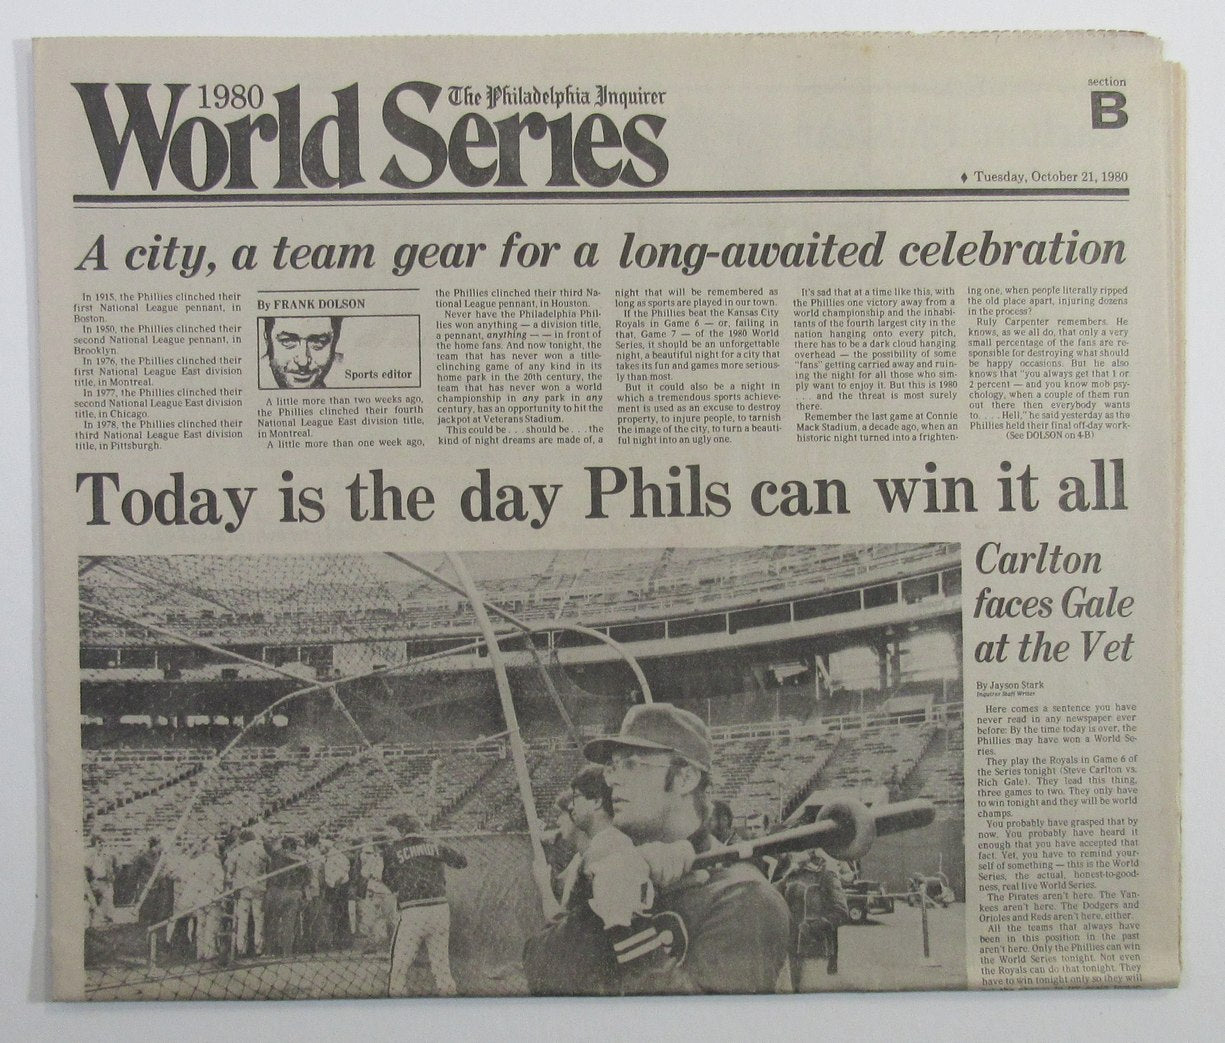 1980
The Philadelphia Inquirer
World Series
section
B
♦ Tuesday, October 21, 1980
A city, a team gear for a long-awaited celebration
In 1915, the Phillies clinched their
first National League pennant, in
Boston.
In 1950, the Phillies clinched their
second National League pennant, in
Brooklyn.
In 1976, the Phillies clinched their
first National League East division
title, in Montreal.
In 1977, the Phillies clinched their
second National League East division
title, in Chicago.
In 1978, the Phillies clinched their
third National League East division
title, in Pittsburgh.
By FRANK DOLSON
Sports editor
A little more than two weeks ago,
the Phillies clinched their fourth
National League East division title,
in Montreal.
A little more than one week ago,
the Phillies clinched their third Na-
tional League pennant, in Houston.
Never have the Philadelphia Phil-
lies won anything — a division title,
a pennant, anything — — in front of
the home fans. And now tonight, the
team that has never won a title-
clinching game of any kind in its
home park in the 20th century, the
team that has never won a world
championship in any park in any
century, has an opportunity to hit the
jackpot at Veterans Stadium.
This could be . . . should be . . . the
kind of night dreams are made of, a
night that will be remembered as
long as sports are played in our town.
If the Phillies beat the Kansas City
Royals in Game 6 — or, failing in
that, Game 7 — of the 1980 World
Series, it should be an unforgettable
night, a beautiful night for a city that
takes its fun and games more serious-
ly than most.
But it could also be a night in
which a tremendous sports achieve-
ment is used as an excuse to destroy
property, to injure people, to tarnish
the image of the city, to turn a beauti-
ful night into an ugly one.
It's sad that at a time like this, with
the Phillies one victory away from a
world championship and the inhabi-
tants of the fourth largest city in the
nation hanging onto every pitch,
there has to be a dark cloud hanging
overhead — the possibility of some
"fans" getting carried away and ruin-
ing the night for all those who sim-
ply want to enjoy it. But this is 1980
. . . and the threat is most surely
there.
Remember the last game at Connie
Mack Stadium, a decade ago, when an
historic night turned into a frighten-
ing one, when people literally ripped
the old place apart, injuring dozens
in the process?
Ruly Carpenter remembers. He
knows, as we all do, that only a very
small percentage of the fans are re-
sponsible for destroying what should
be happy occasions. But he also
knows that "you always get that 1 or
2 percent — and you know mob psy-
chology, when a couple of them run
out there then everybody wants
to. . . . Hell," he said yesterday as the
Phillies held their final off-day work-
(See DOLSON on 4-B)
Today is the day Phils can win it all
SCHMIDT
Carlton
faces Gale
at the Vet
By Jayson Stark
Inquirer Staff Writer
Here comes a sentence you have
never read in any newspaper ever
before: By the time today is over, the
Phillies may have won a World Se-
ries.
They play the Royals in Game 6 of
the Series tonight (Steve Carlton vs.
Rich Gale). They lead this thing,
three games to two. They only have
to win tonight and they will be world
champs.
You probably have grasped that by
now. You probably have heard it
enough that you have accepted that
fact. Yet, you have to remind your-
self of something — this is the World
Series, the actual, honest-to-good-
ness, real live World Series.
The Pirates aren't here. The Yan-
kees aren't here. The Dodgers and
Orioles and Reds aren't here, either.
All the teams that always have
been in this position in the past
aren't here. Only the Phillies can win
the World Series tonight. Not even
the Royals can do that tonight. They
have to win tonight only so they will